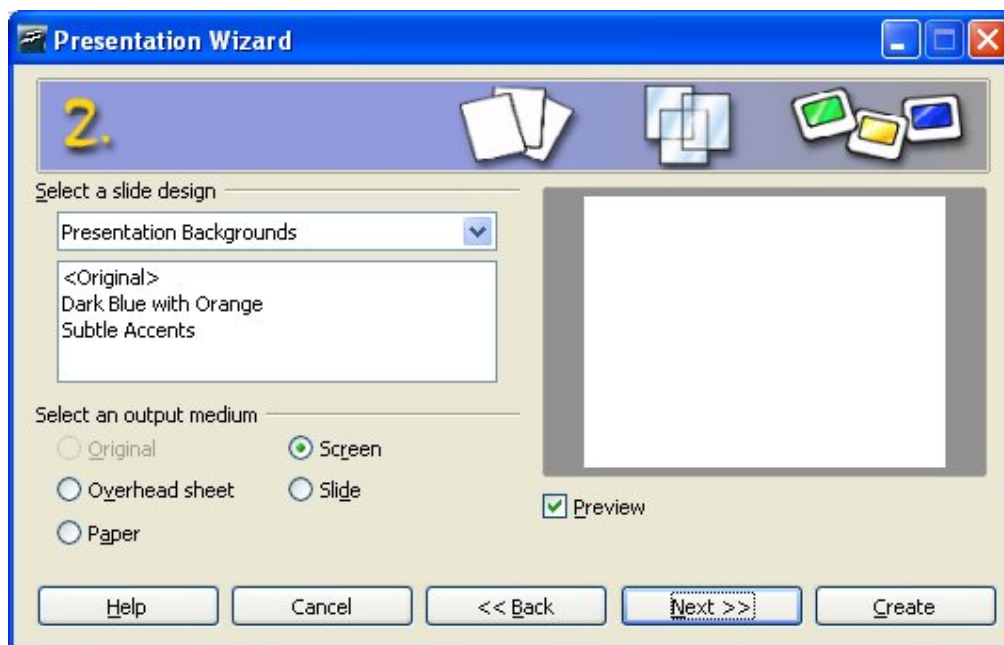 Presentation Wizard
2.
Select a slide design
Presentation Backgrounds
<Original>
Dark Blue with Orange
Subtle Accents
Select an output medium
Original
Screen
Overhead sheet
Slide
Paper
Preview
Help
Cancel
<< Back
Next >>
Create